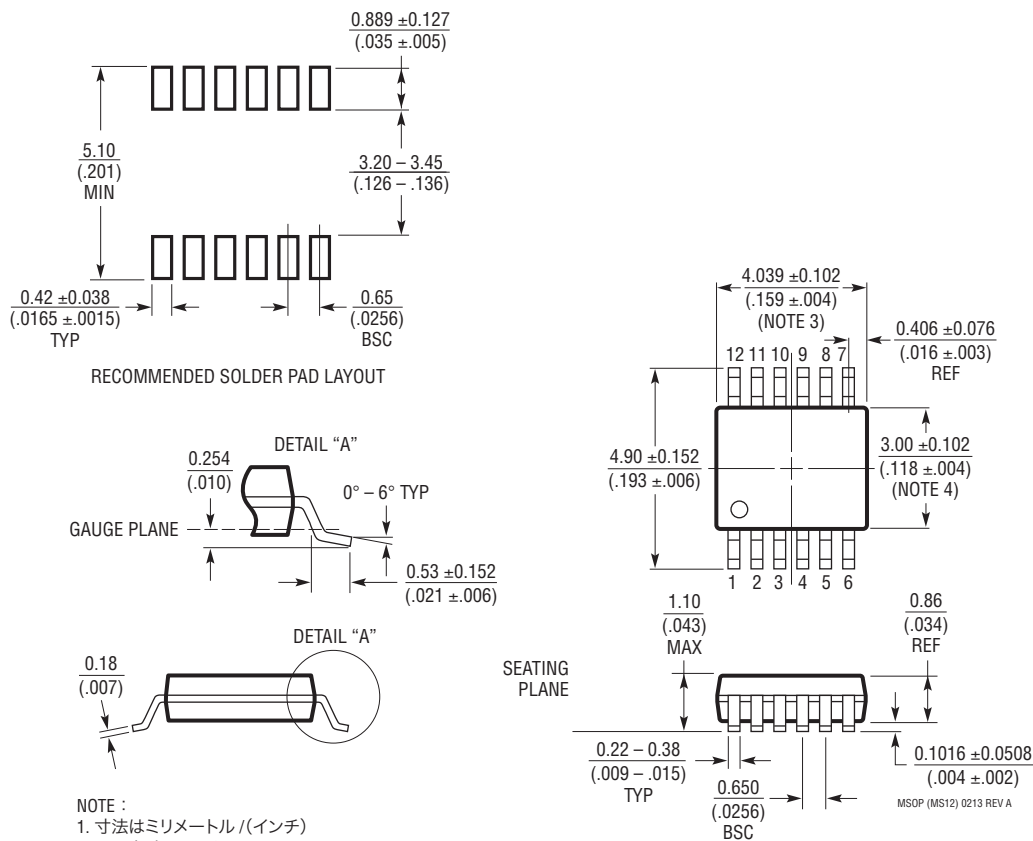 0.889 ±0.127
(.035 ±.005)
5.10
(.201)
MIN
3.20 – 3.45
(.126 – .136)
0.42 ±0.038
(.0165 ±.0015)
TYP
0.65
(.0256)
BSC
RECOMMENDED SOLDER PAD LAYOUT
4.039 ±0.102
(.159 ±.004)
(NOTE 3)
0.406 ±0.076
(.016 ±.003)
REF
12 11 10 9 8 7
4.90 ±0.152
(.193 ±.006)
3.00 ±0.102
(.118 ±.004)
(NOTE 4)
1 2 3 4 5 6
DETAIL “A”
0.254
(.010)
0° – 6° TYP
GAUGE PLANE
0.53 ±0.152
(.021 ±.006)
DETAIL “A”
0.18
(.007)
1.10
(.043)
MAX
0.86
(.034)
REF
SEATING
PLANE
0.22 – 0.38
(.009 – .015)
TYP
0.650
(.0256)
BSC
0.1016 ±0.0508
(.004 ±.002)
MSOP (MS12) 0213 REV A
NOTE :
1. 寸法はミリメートル /(インチ)